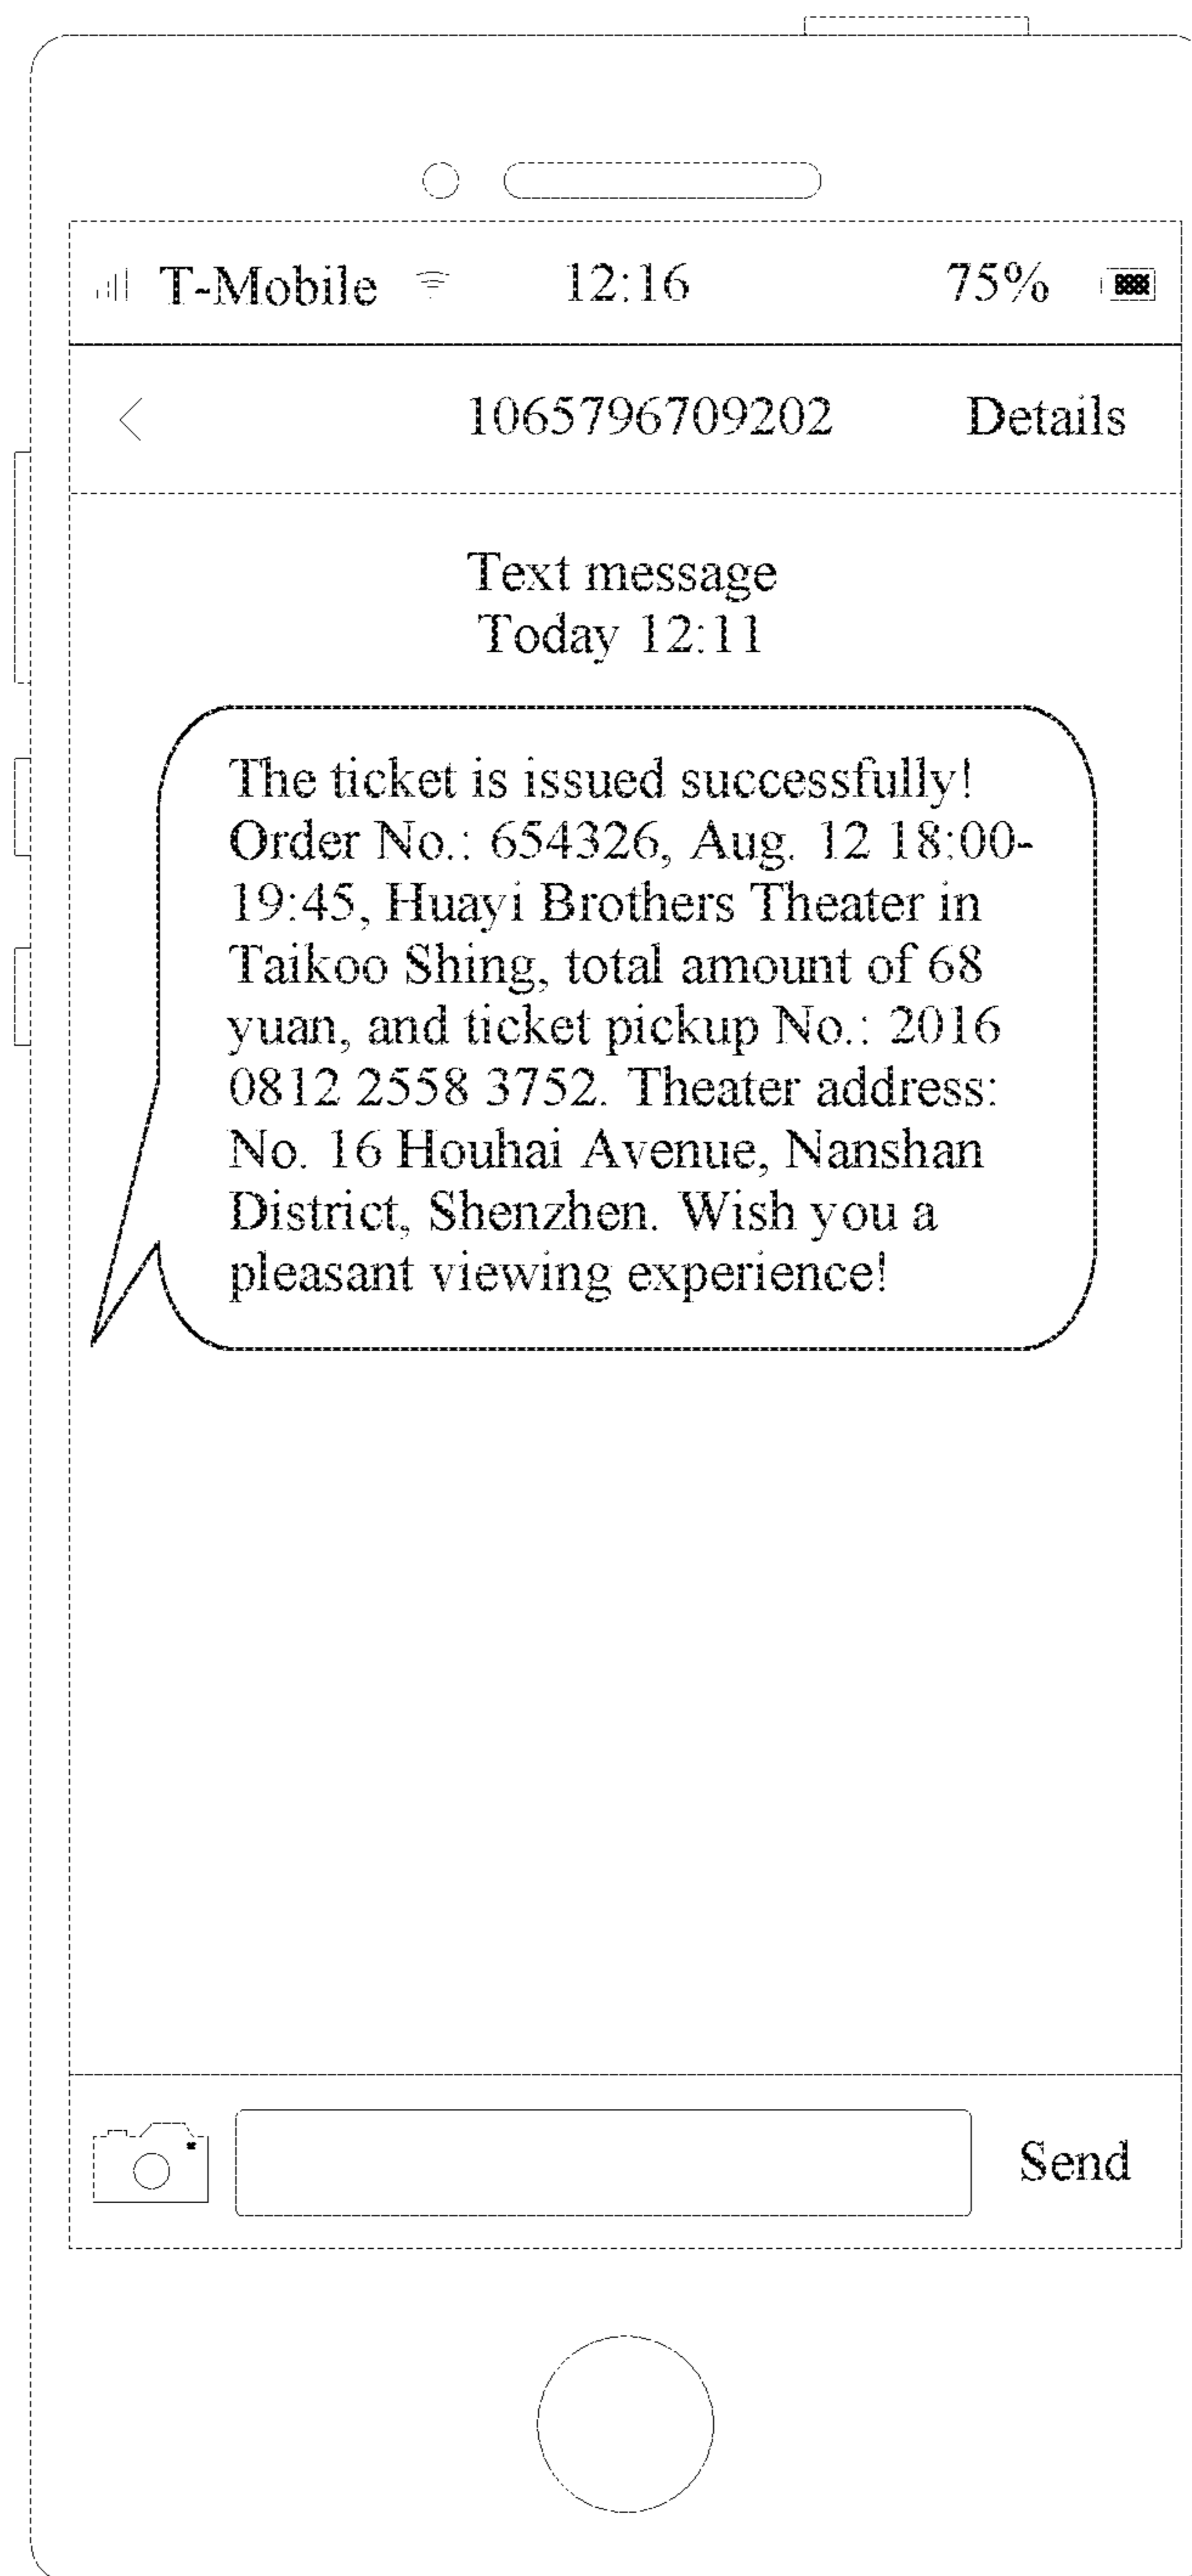 T-Mobile 12:16 75%
1065796709202 Details
Text message
Today 12:11
The ticket is issued successfully!
Order No.: 654326, Aug. 12 18:00-
19:45, Huayi Brothers Theater in
Taikoo Shing, total amount of 68
yuan, and ticket pickup No.: 2016
0812 2558 3752. Theater address:
No. 16 Houhai Avenue, Nanshan
District, Shenzhen. Wish you a
pleasant viewing experience!
Send